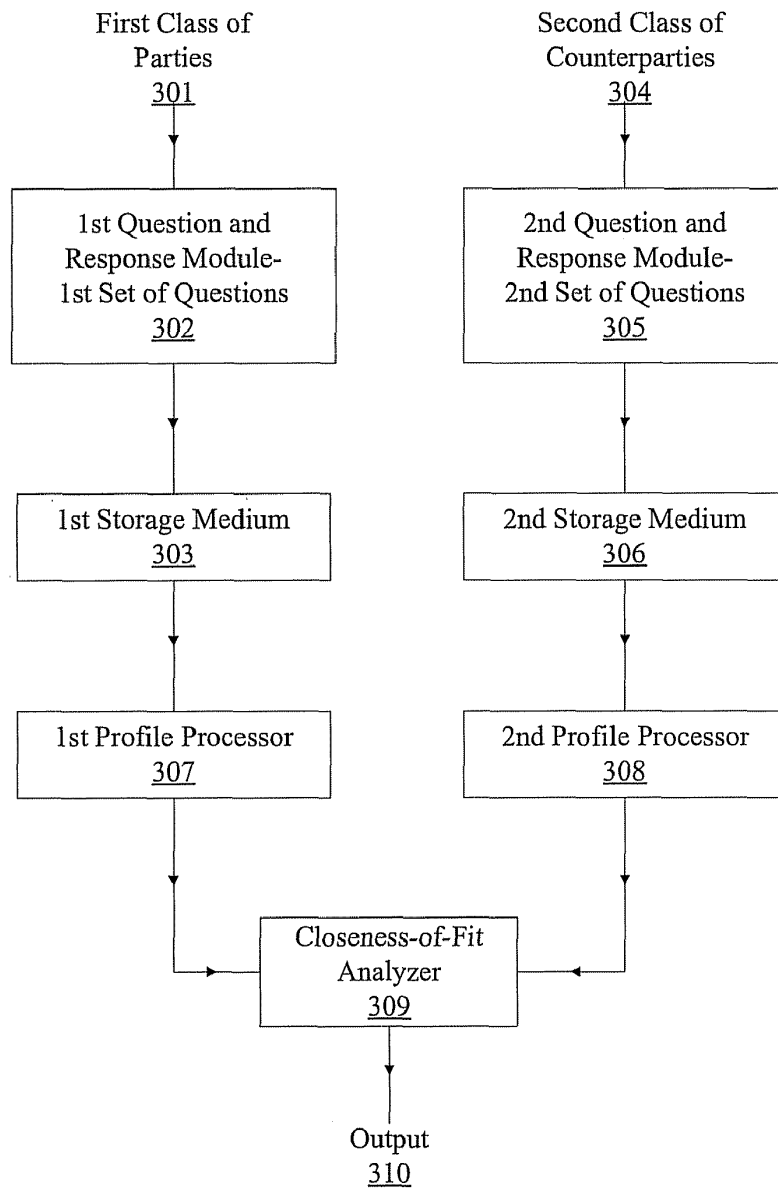 First Class of
Parties
301
Second Class of
Counterparties
304
1st Question and
Response Module-
1st Set of Questions
302
2nd Question and
Response Module-
2nd Set of Questions
305
1st Storage Medium
303
2nd Storage Medium
306
1st Profile Processor
307
2nd Profile Processor
308
Closeness-of-Fit
Analyzer
309
Output
310